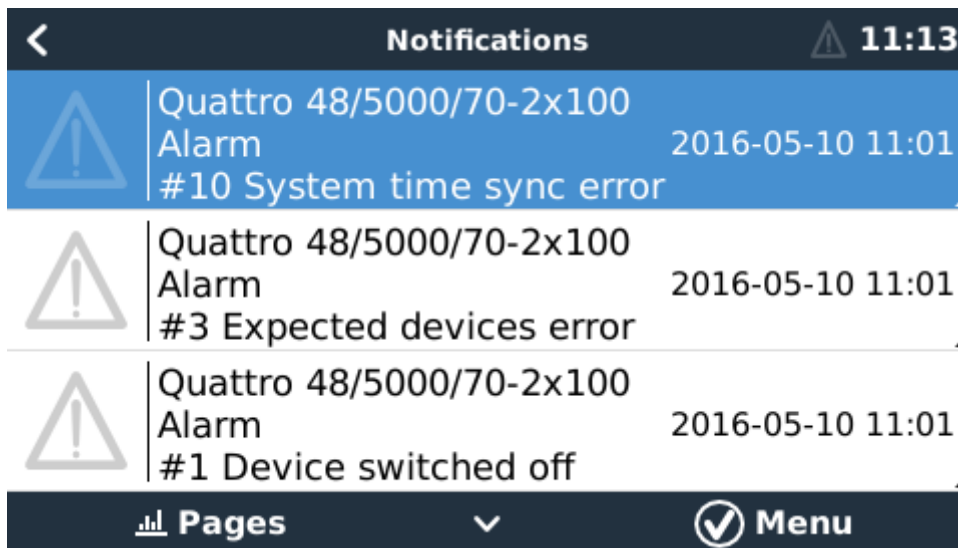 Notifications
11:13
Quattro 48/5000/70-2x100
Alarm
2016-05-10 11:01
#10 System time sync error
Quattro 48/5000/70-2x100
Alarm
2016-05-10 11:01
#3 Expected devices error
Quattro 48/5000/70-2x100
Alarm
2016-05-10 11:01
#1 Device switched off
Pages
Menu